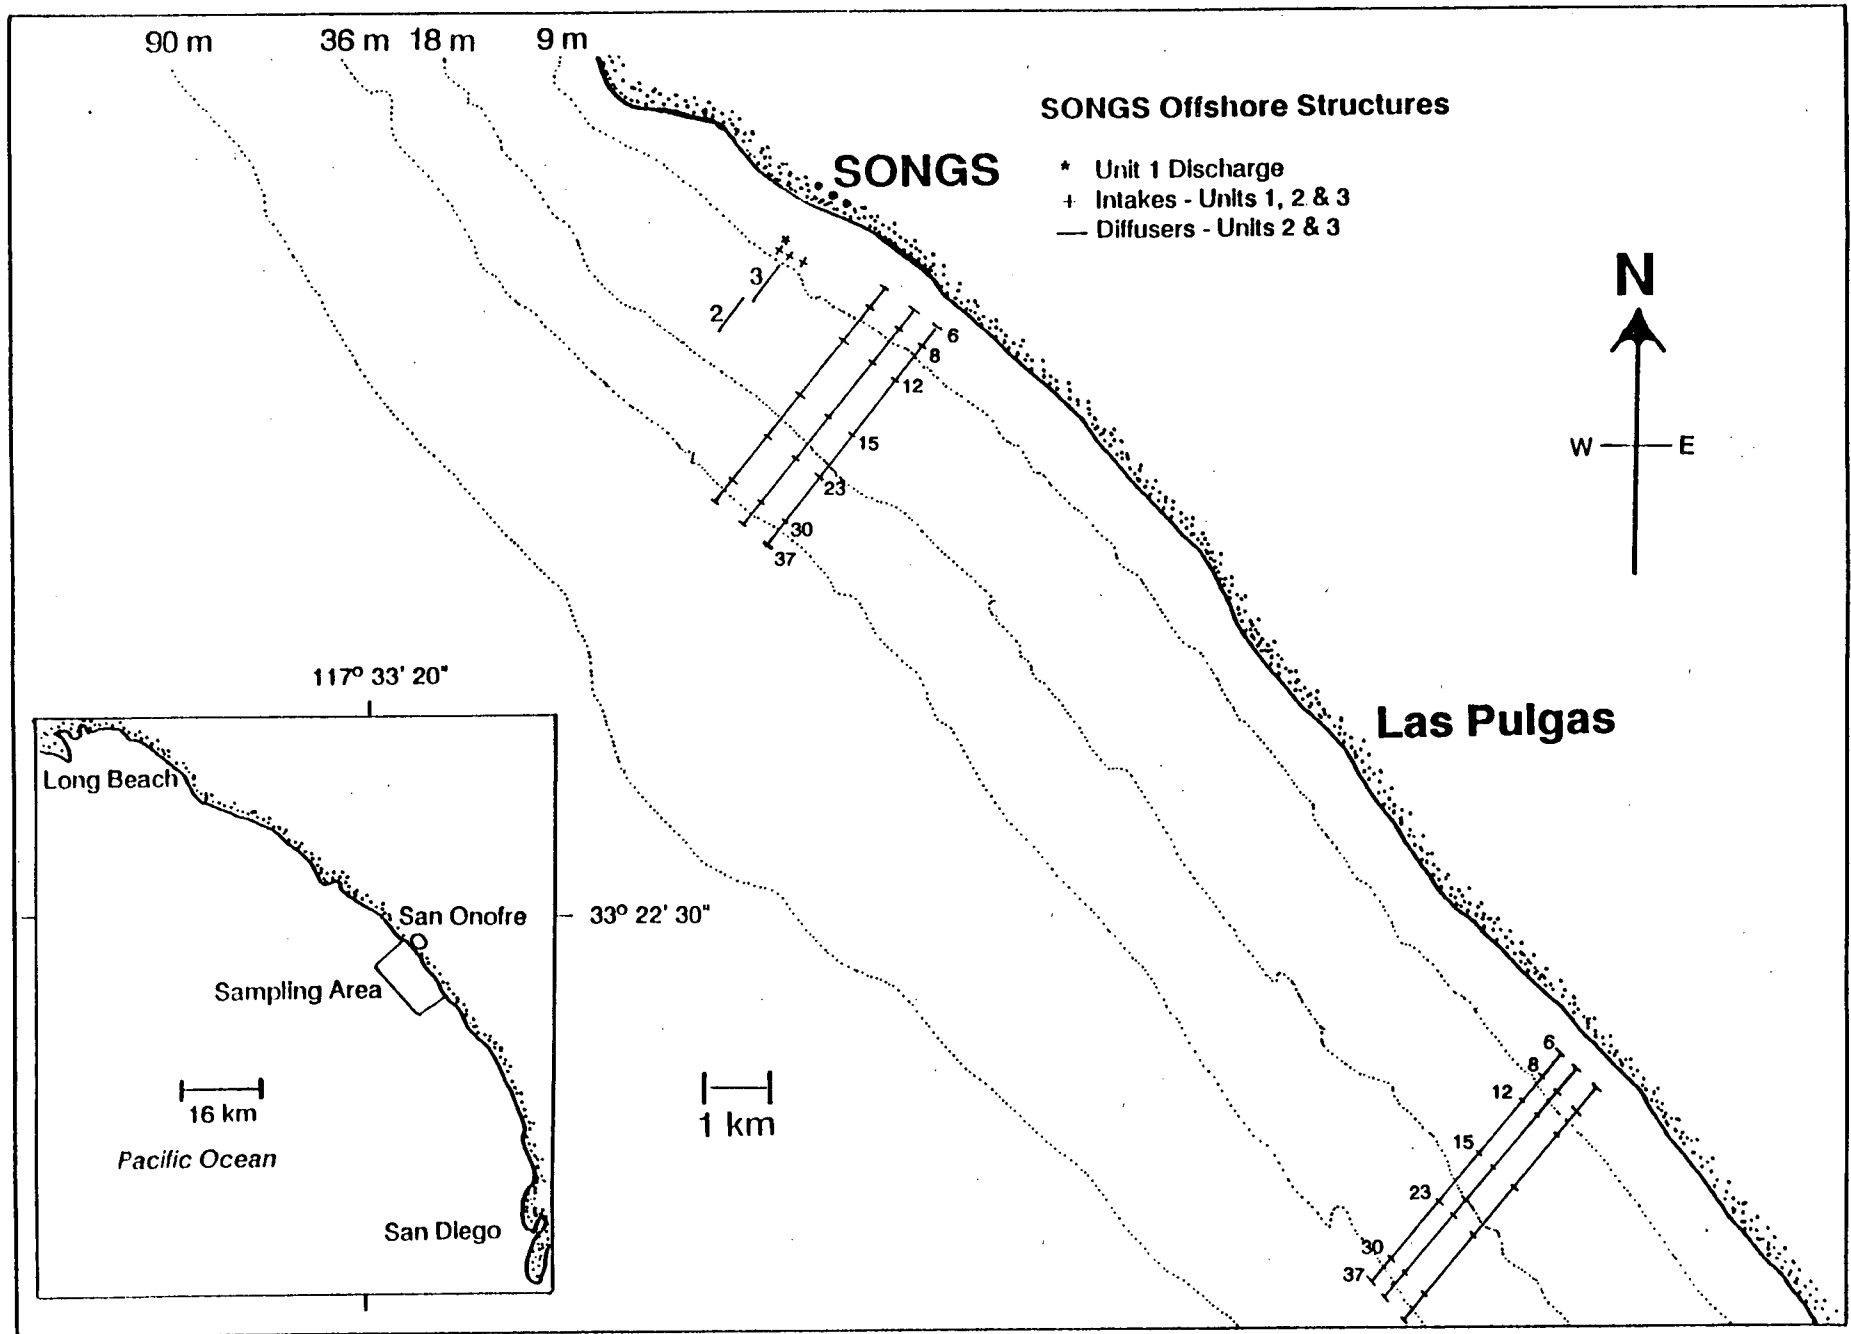 90 m 36 m 18 m 9 m
SONGS Offshore Structures
* Unit 1 Discharge
+ Intakes - Units 1, 2 & 3
— Diffusers - Units 2 & 3
SONGS
3
2
N
W E
6
8
12
15
23
30
37
117° 33' 20"
Las Pulgas
Long Beach
San Onofre
33° 22' 30"
Sampling Area
16 km
Pacific Ocean
San Diego
1 km
6
8
12
15
23
30
37